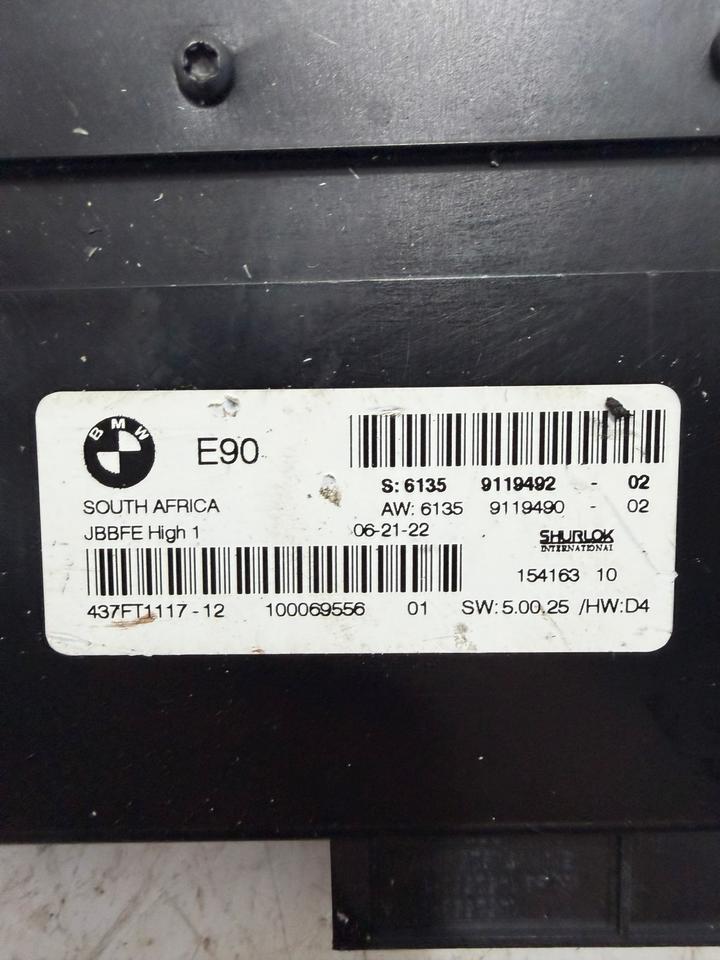 BMW
E90
S: 6135 9119492 - 02
SOUTH AFRICA
AW: 6135 9119490 - 02
JBBFE High 1
06-21-22
SHURLOK
INTERNATIONAL
154163 10
437FT1117-12 100069556 01 SW: 5.00.25 /HW:D4